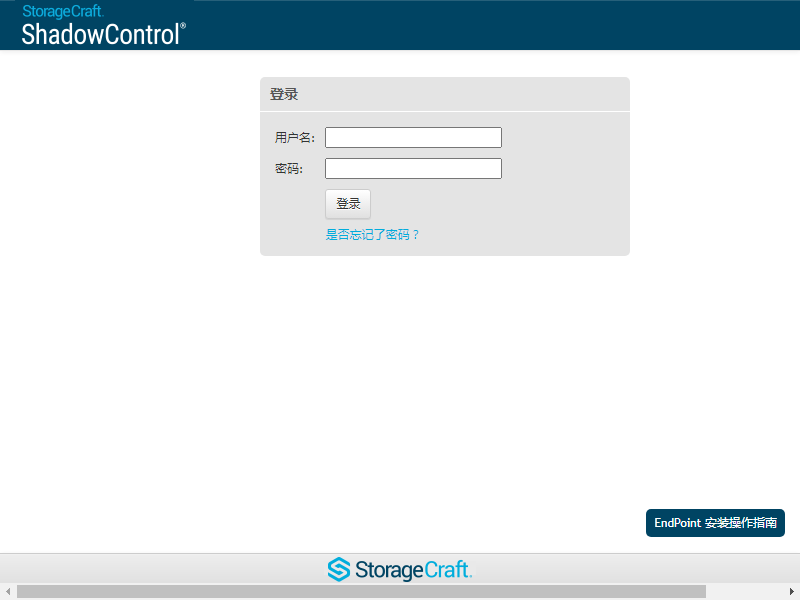 StorageCraft.
ShadowControl®
登录
用户名:
密码:
登录
是否忘记了密码？
EndPoint 安装操作指南
StorageCraft.